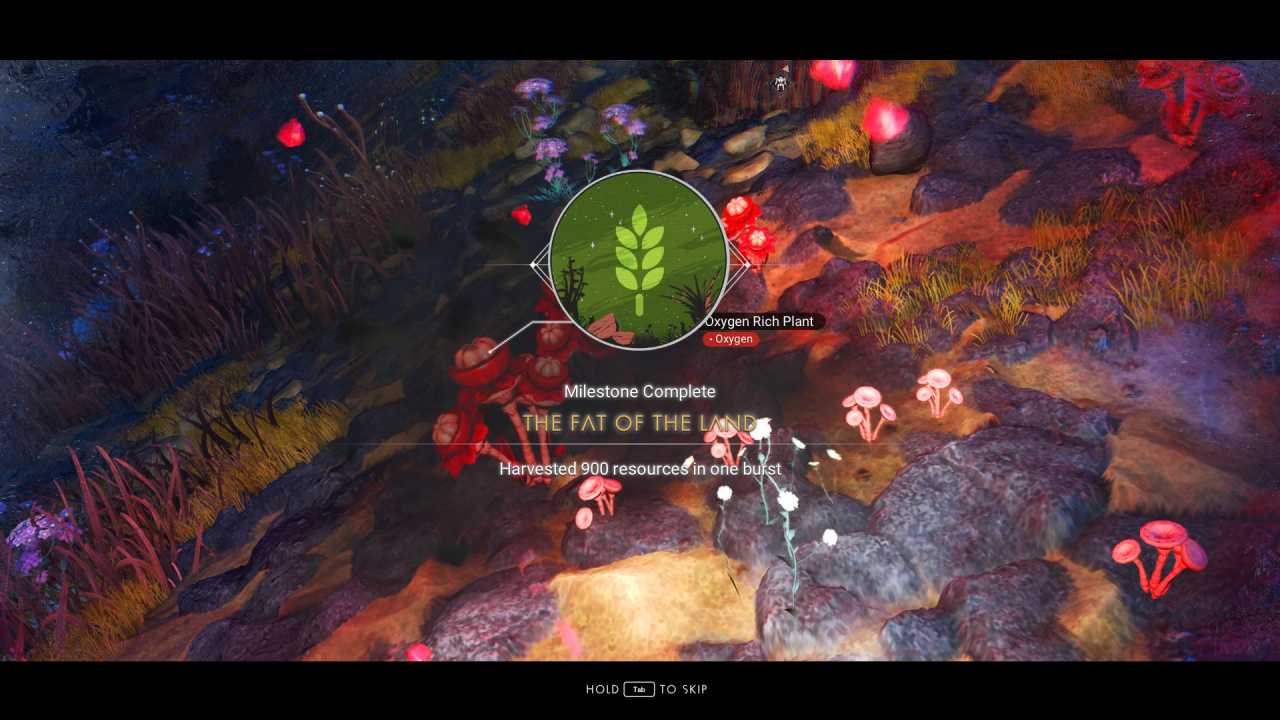 Oxygen Rich Plant
· Oxygen
Milestone Complete
THE FAT OF THE LAND
Harvested 900 resources in one burst
HOLD Tab TO SKIP